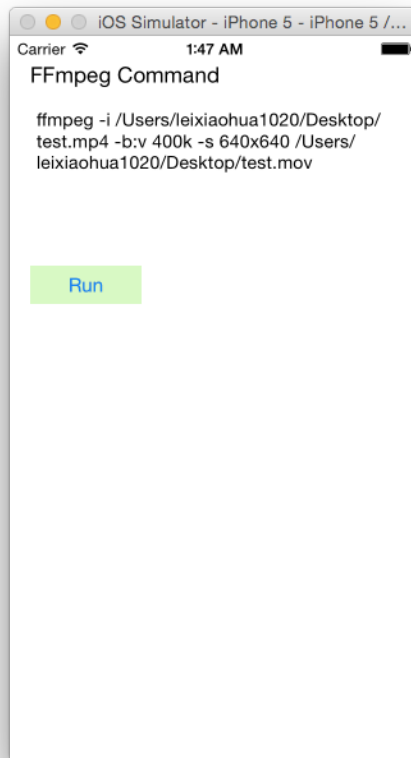 iOS Simulator - iPhone 5 - iPhone 5 /...
Carrier 1:47 AM
FFmpeg Command
ffmpeg -i /Users/leixiaohua1020/Desktop/
test.mp4 -b:v 400k -s 640x640 /Users/
leixiaohua1020/Desktop/test.mov
Run